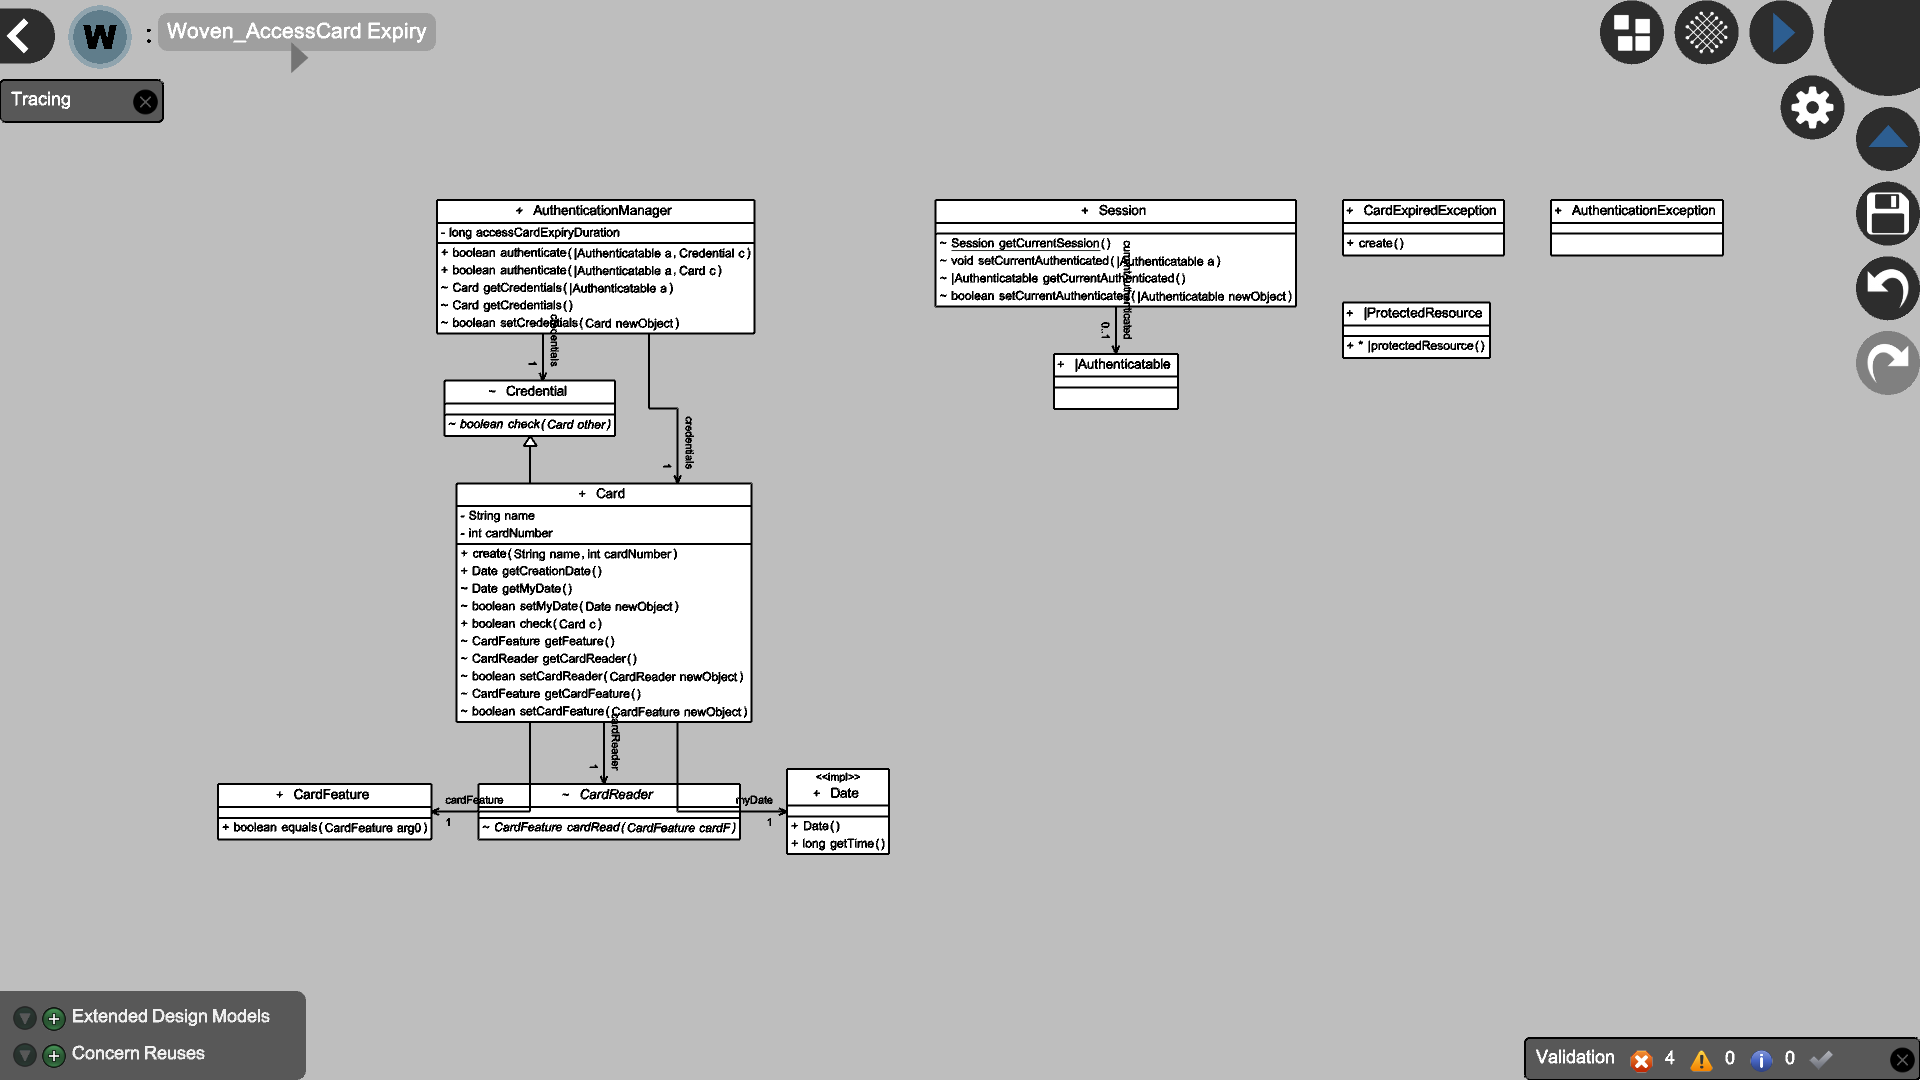 W : Woven_AccessCard Expiry
Tracing
+ AuthenticationManager
- long accessCardExpiryDuration
+ boolean authenticate(|Authenticatable a, Credential c)
+ boolean authenticate(|Authenticatable a, Card c)
~ Card getCredentials(|Authenticatable a)
~ Card getCredentials()
~ boolean setCredentials(Card newObject)
credentials
1
~ Credential
~ boolean check(Card other)
credentials
1
+ Card
- String name
- int cardNumber
+ create(String name, int cardNumber)
+ Date getCreationDate()
~ Date getMyDate()
~ boolean setMyDate(Date newObject)
+ boolean check(Card c)
~ CardFeature getFeature()
~ CardReader getCardReader()
~ boolean setCardReader(CardReader newObject)
~ CardFeature getCardFeature()
~ boolean setCardFeature(CardFeature newObject)
cardReader
1
+ CardFeature
+ boolean equals(CardFeature arg0)
cardFeature
1
~ CardReader
~ CardFeature cardRead(CardFeature cardF)
myDate
1
<<impl>>
+ Date
+ Date()
+ long getTime()
+ Session
~ Session getCurrentSession()
~ void setCurrentAuthenticated(|Authenticatable a)
~ |Authenticatable getCurrentAuthenticated()
~ boolean setCurrentAuthenticated(|Authenticatable newObject)
currentAuthenticated
0..1
+ |Authenticatable
+ CardExpiredException
+ create()
+ AuthenticationException
+ |ProtectedResource
+ * |protectedResource()
Extended Design Models
Concern Reuses
Validation 4 0 0